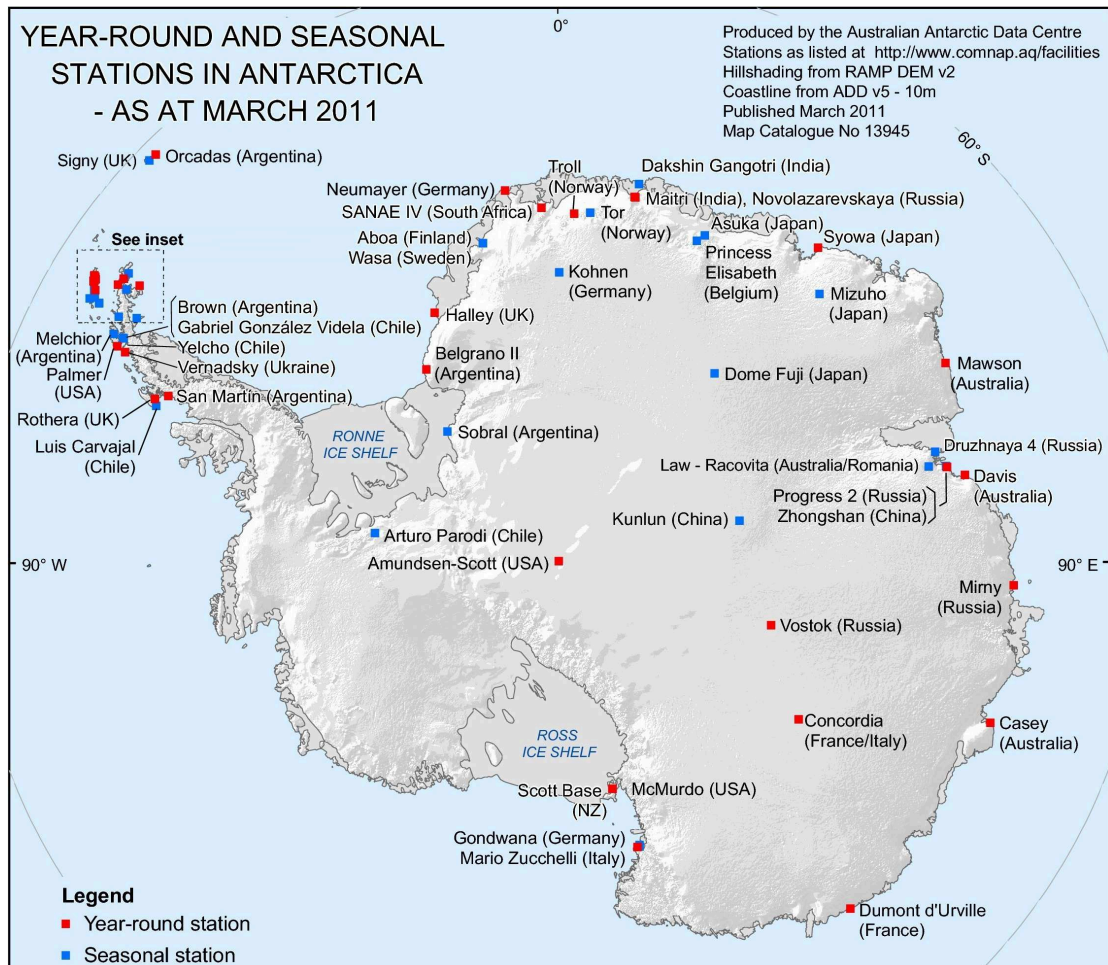 YEAR-ROUND AND SEASONAL
STATIONS IN ANTARCTICA
- AS AT MARCH 2011
0°
Produced by the Australian Antarctic Data Centre
Stations as listed at http://www.comnap.aq/facilities
Hillshading from RAMP DEM v2
Coastline from ADD v5 - 10m
Published March 2011
Map Catalogue No 13945
60° S
Signy (UK)
Orcadas (Argentina)
Troll
(Norway)
Dakshin Gangotri (India)
Neumayer (Germany)
Maitri (India), Novolazarevskaya (Russia)
SANAE IV (South Africa)
Tor
(Norway)
Asuka (Japan)
Syowa (Japan)
See inset
Aboa (Finland)
Wasa (Sweden)
Princess
Elisabeth
(Belgium)
Kohnen
(Germany)
Mizuho
(Japan)
Brown (Argentina)
Gabriel González Videla (Chile)
Yelcho (Chile)
Vernadsky (Ukraine)
Halley (UK)
Melchior
(Argentina)
Palmer
(USA)
Belgrano II
(Argentina)
Dome Fuji (Japan)
Mawson
(Australia)
San Martín (Argentina)
Rothera (UK)
Luis Carvajal
(Chile)
RONNE
ICE SHELF
Sobral (Argentina)
Druzhnaya 4 (Russia)
Law - Racovita (Australia/Romania)
Davis
(Australia)
Progress 2 (Russia)
Zhongshan (China)
Kunlun (China)
Arturo Parodi (Chile)
Amundsen-Scott (USA)
90° W
90° E
Mirny
(Russia)
Vostok (Russia)
Concordia
(France/Italy)
Casey
(Australia)
ROSS
ICE SHELF
Scott Base
(NZ)
McMurdo (USA)
Gondwana (Germany)
Mario Zucchelli (Italy)
Dumont d'Urville
(France)
Legend
Year-round station
Seasonal station